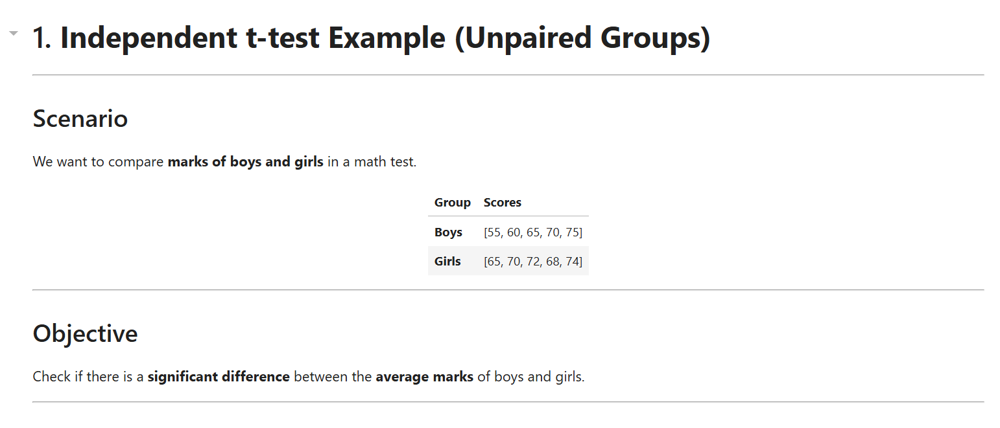 1. Independent t-test Example (Unpaired Groups)
Scenario
We want to compare marks of boys and girls in a math test.
Group Scores
Boys [55, 60, 65, 70, 75]
Girls [65, 70, 72, 68, 74]
Objective
Check if there is a significant difference between the average marks of boys and girls.